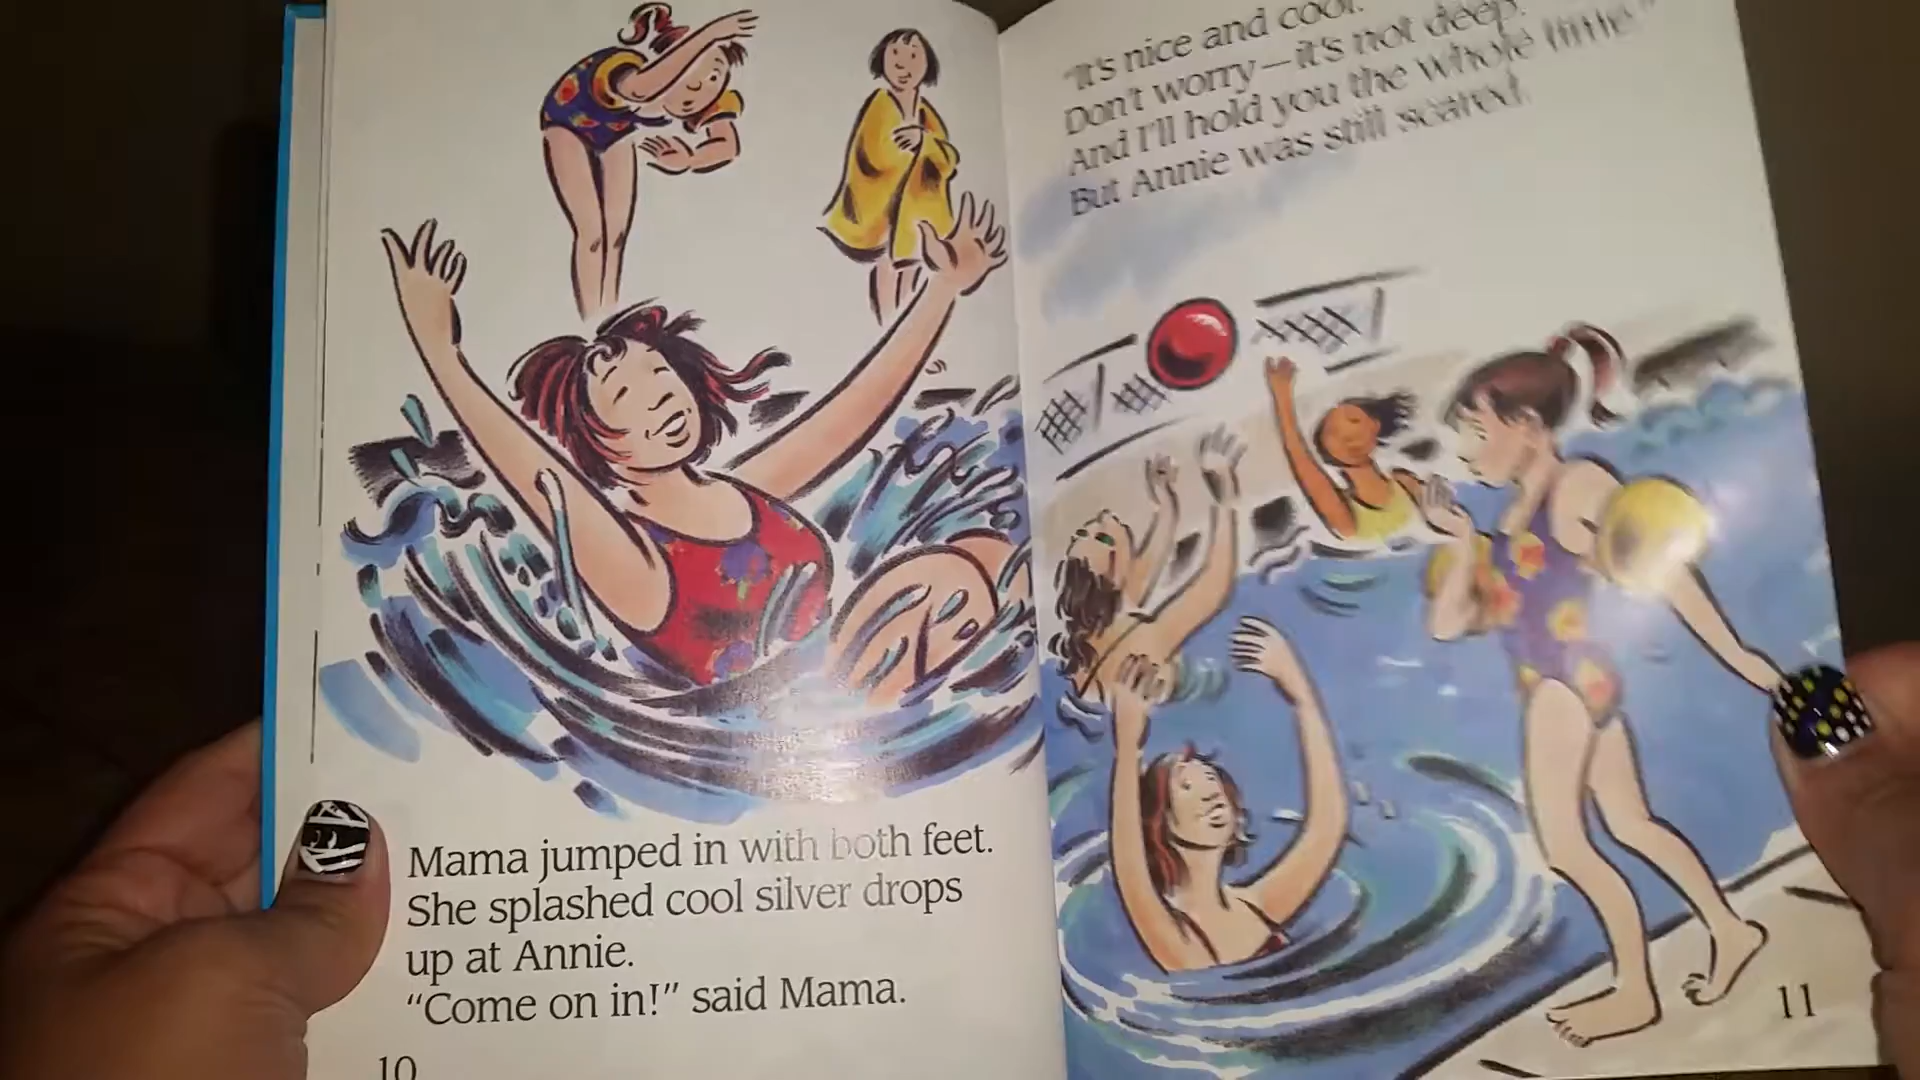 Mama jumped in with both feet.
She splashed cool silver drops
up at Annie.
“Come on in!” said Mama.
10
“It's nice and cool.
Don't worry—it's not deep.
And I'll hold you the whole time.”
But Annie was still scared.
11